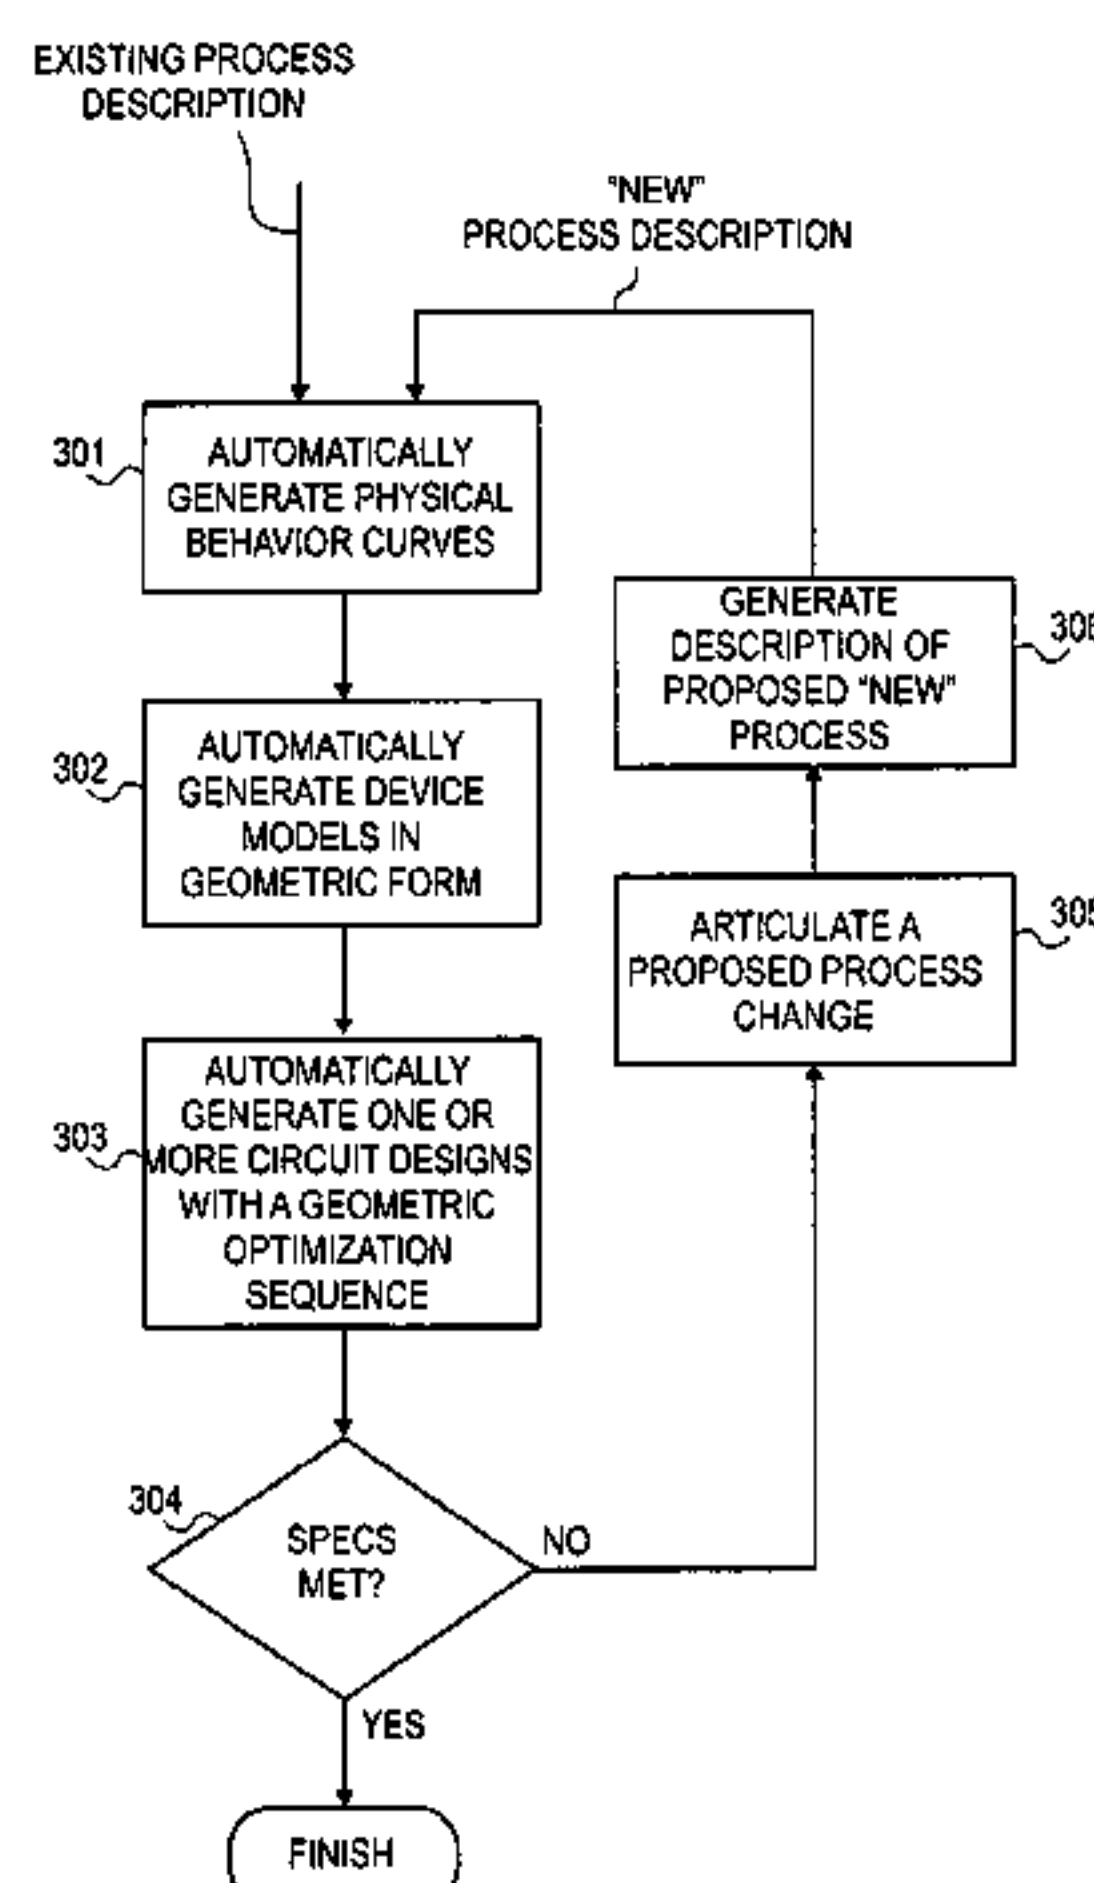 EXISTING PROCESS
DESCRIPTION
"NEW"
PROCESS DESCRIPTION
301
AUTOMATICALLY
GENERATE PHYSICAL
BEHAVIOR CURVES
302
AUTOMATICALLY
GENERATE DEVICE
MODELS IN
GEOMETRIC FORM
303
AUTOMATICALLY
GENERATE ONE OR
MORE CIRCUIT DESIGNS
WITH A GEOMETRIC
OPTIMIZATION
SEQUENCE
304
SPECS
MET?
NO
YES
FINISH
305
ARTICULATE A
PROPOSED PROCESS
CHANGE
306
GENERATE
DESCRIPTION OF
PROPOSED "NEW"
PROCESS